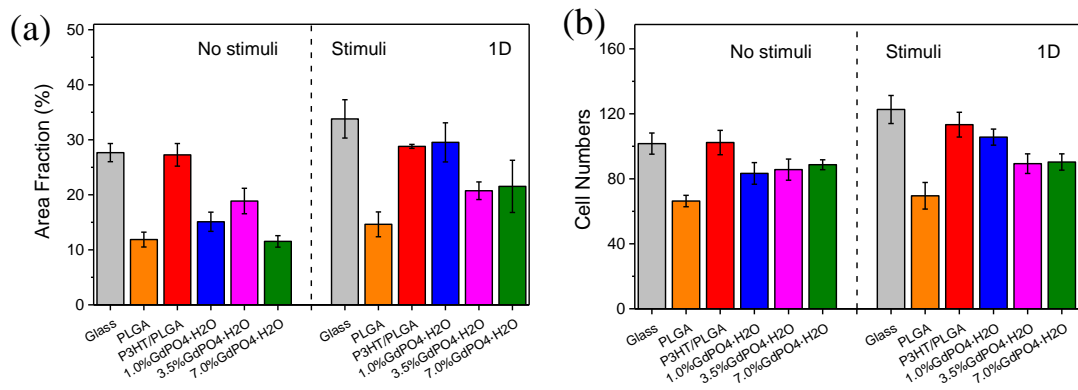 (a)
No stimuli
Stimuli
1D
Area Fraction (%)
50
40
30
20
10
0
Glass
PLGA
P3HT/PLGA
1.0%GdPO4·H2O
3.5%GdPO4·H2O
7.0%GdPO4·H2O
Glass
PLGA
P3HT/PLGA
1.0%GdPO4·H2O
3.5%GdPO4·H2O
7.0%GdPO4·H2O
(b)
No stimuli
Stimuli
1D
Cell Numbers
160
120
80
40
0
Glass
PLGA
P3HT/PLGA
1.0%GdPO4·H2O
3.5%GdPO4·H2O
7.0%GdPO4·H2O
Glass
PLGA
P3HT/PLGA
1.0%GdPO4·H2O
3.5%GdPO4·H2O
7.0%GdPO4·H2O